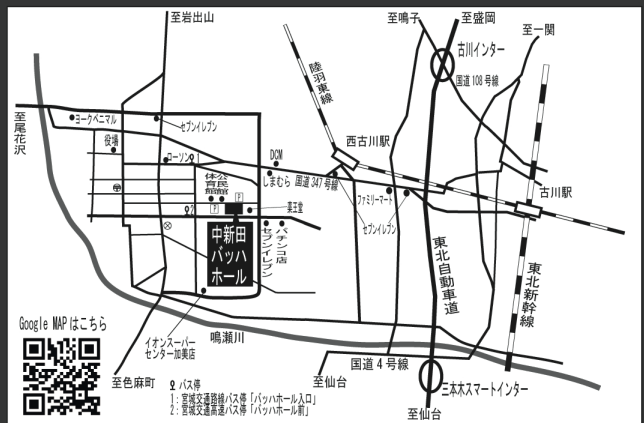 至岩出山
至鳴子
至盛岡
至一関
古川インター
国道108号線
陸羽東線
至尾花沢
ヨークベニマル
セブンイレブン
役場
西古川駅
DCM
ローソン
1
しまむら
国道347号線
体育館
公民館
ファミリーマート
古川駅
薬王堂
2
セブンイレブン
P
中新田
バッハ
ホール
セブンイレブン
パチンコ店
東北自動車道
東北新幹線
Google MAPはこちら
イオンスーパー
センター加美店
鳴瀬川
国道4号線
至色麻町
至仙台
三本木スマートインター
至仙台
バス停
1:宮城交通路線バス停「バッハホール入口」
2:宮城交通高速バス停「バッハホール前」